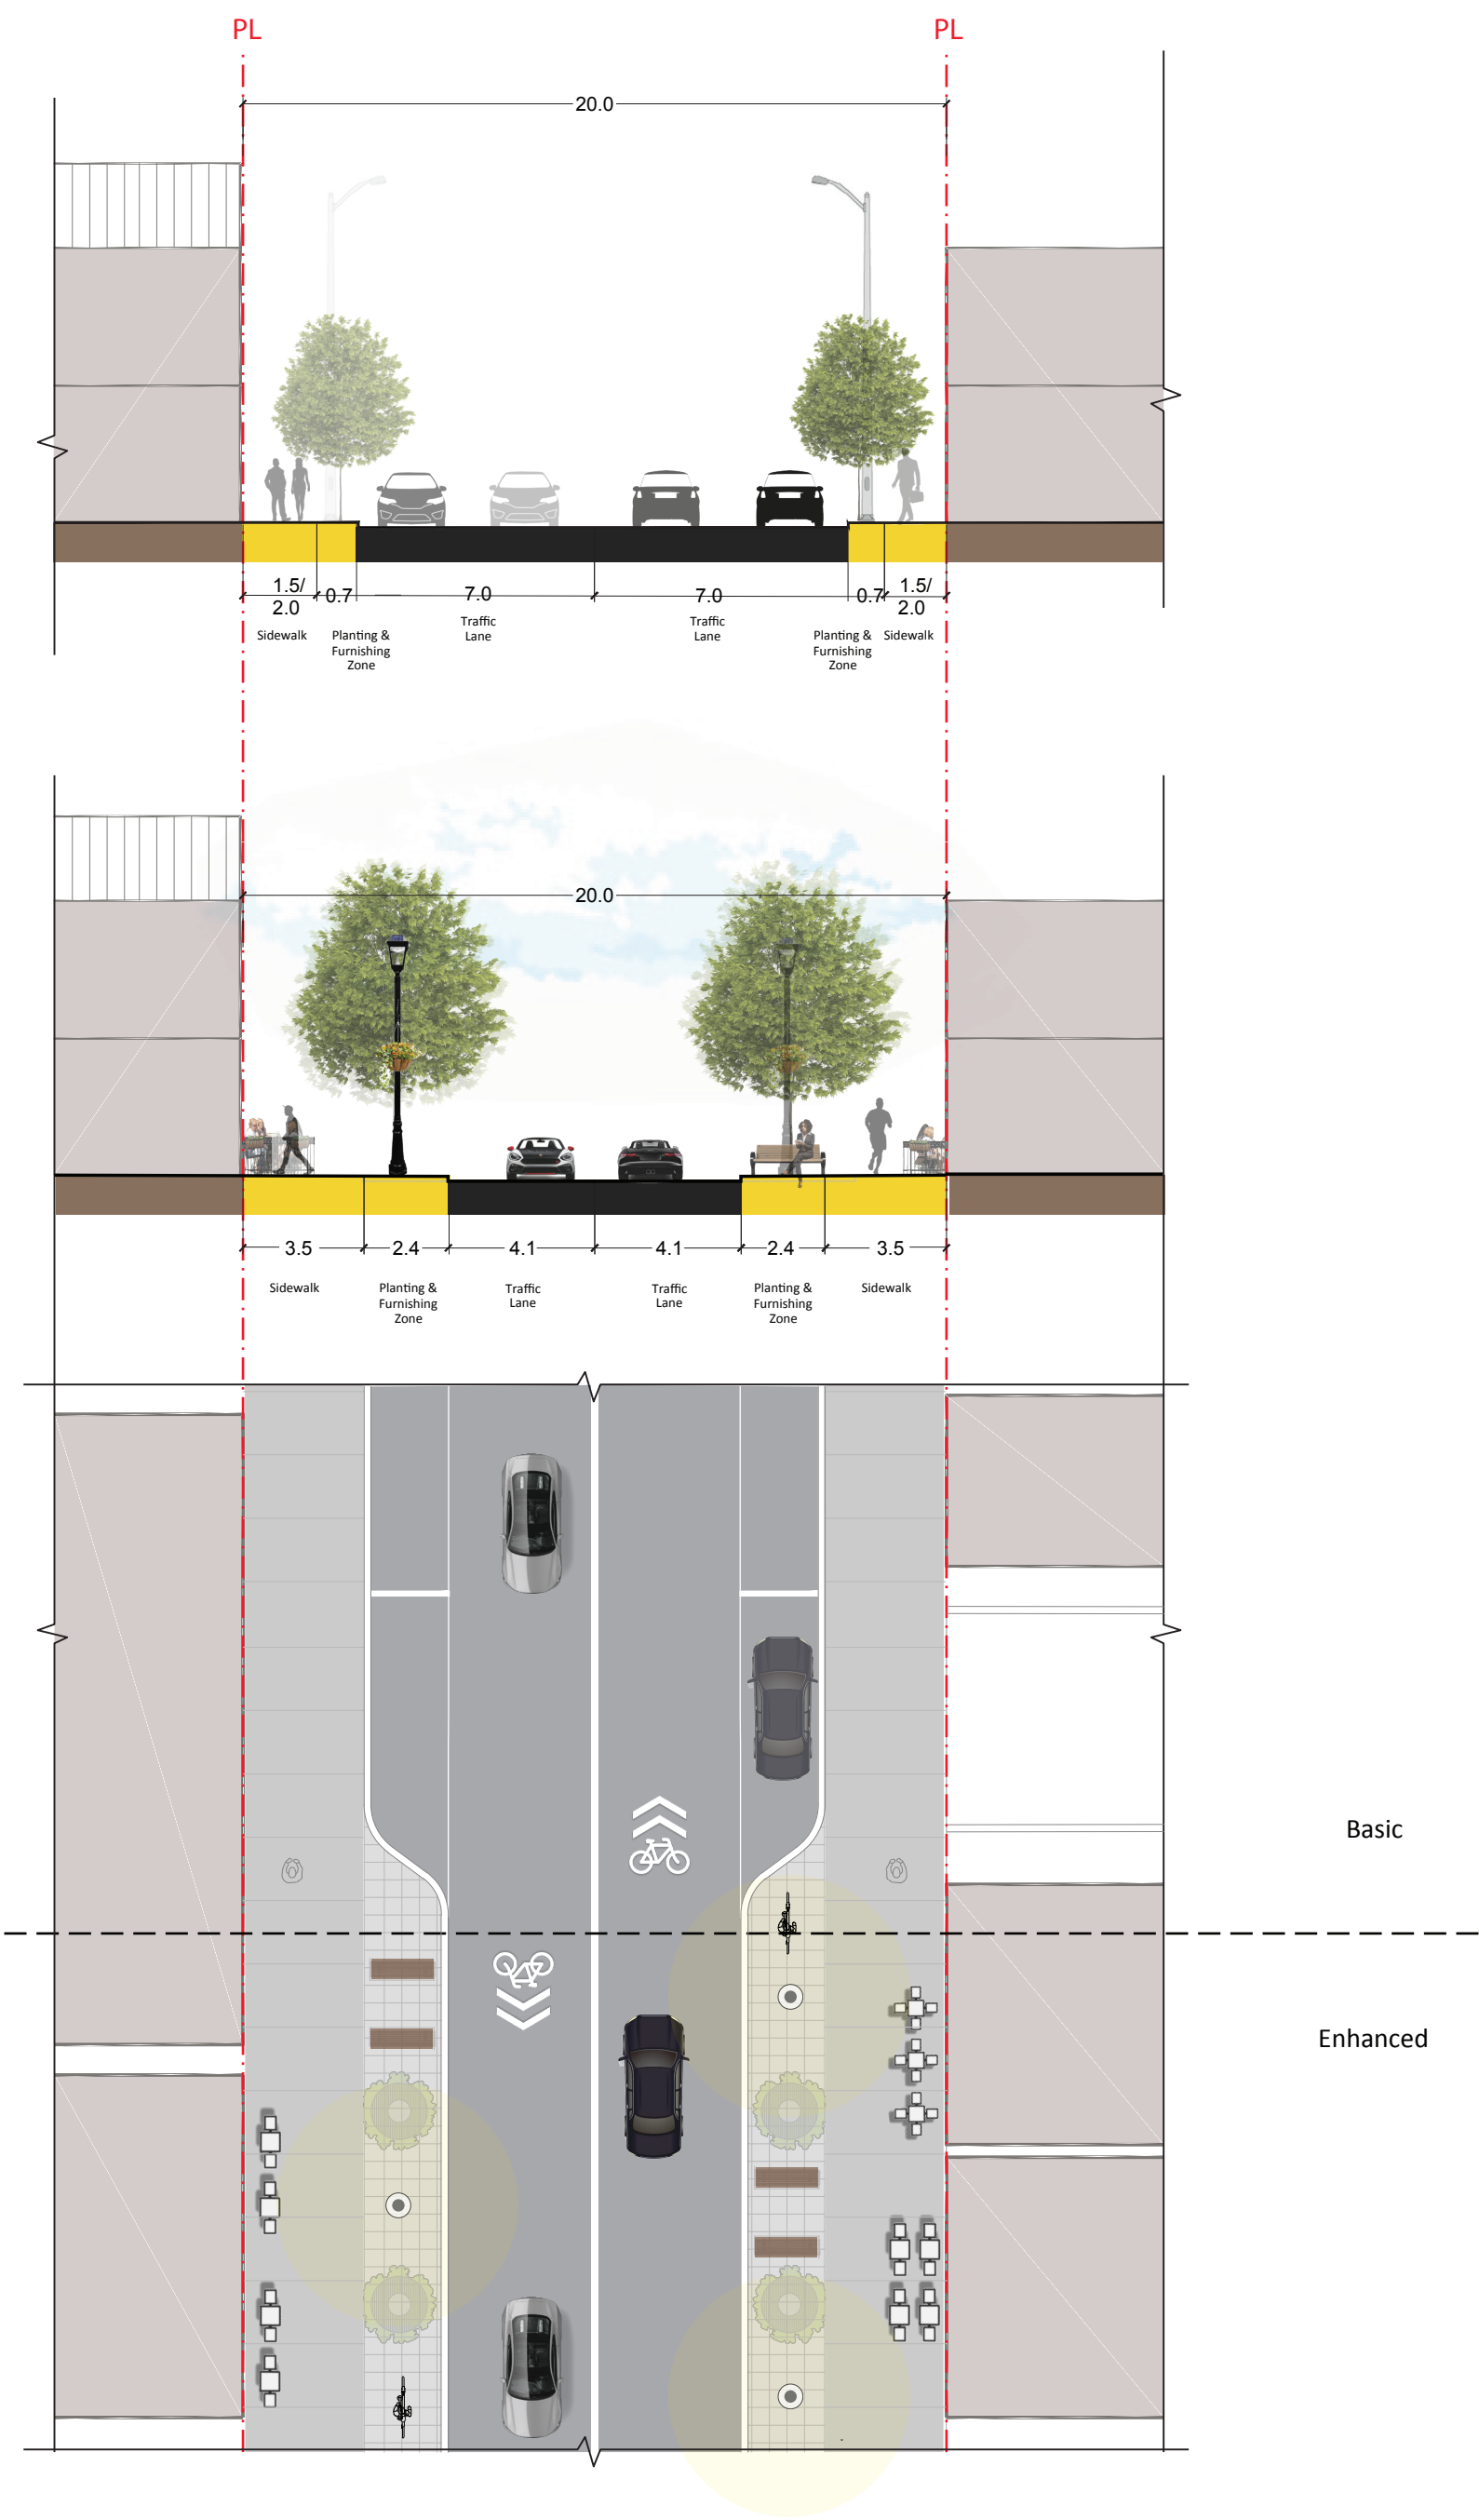 PL PL
20.0
1.5/ 1.5/
2.0 0.7 7.0 7.0 0.7 2.0
Sidewalk Planting & Furnishing Zone Traffic Lane Traffic Lane Planting & Furnishing Zone Sidewalk
20.0
3.5 2.4 4.1 4.1 2.4 3.5
Sidewalk Planting & Furnishing Zone Traffic Lane Traffic Lane Planting & Furnishing Zone Sidewalk
Basic
Enhanced